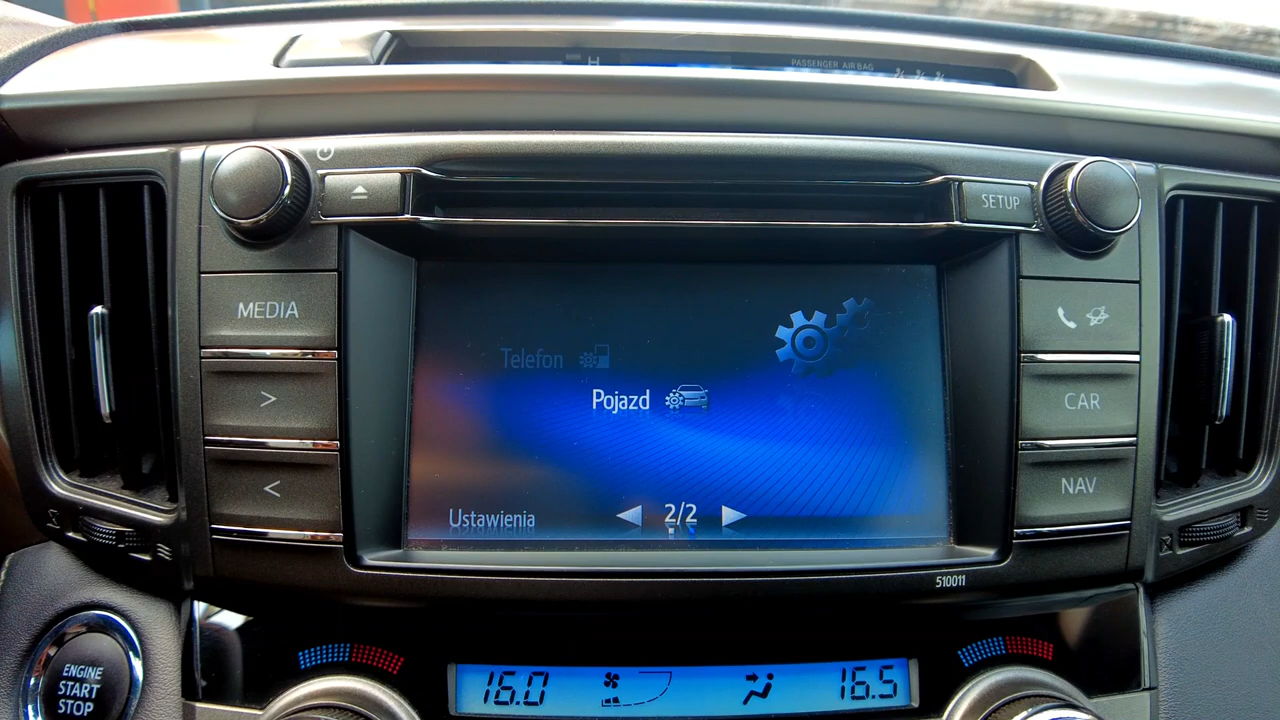 H
PASSENGER AIR BAG
SETUP
MEDIA
>
<
Telefon
Pojazd
Ustawienia
2/2
CAR
NAV
510011
ENGINE
START
STOP
16.0
16.5